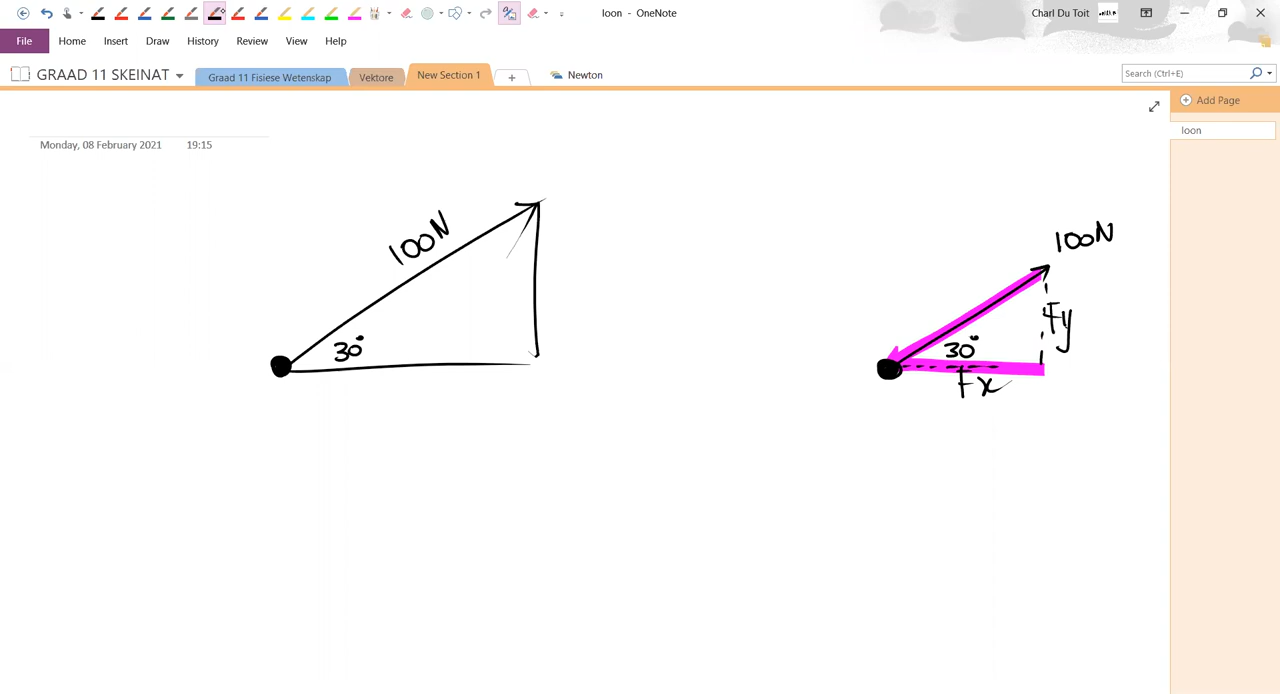 loon - OneNote
Charl Du Toit
File Home Insert Draw History Review View Help
GRAAD 11 SKEINAT
Graad 11 Fisiese Wetenskap
Vektore
New Section 1
+
Newton
Search (Ctrl+E)
Add Page
loon
Monday, 08 February 2021 19:15
100N
30°
100N
Fy
30°
Fx